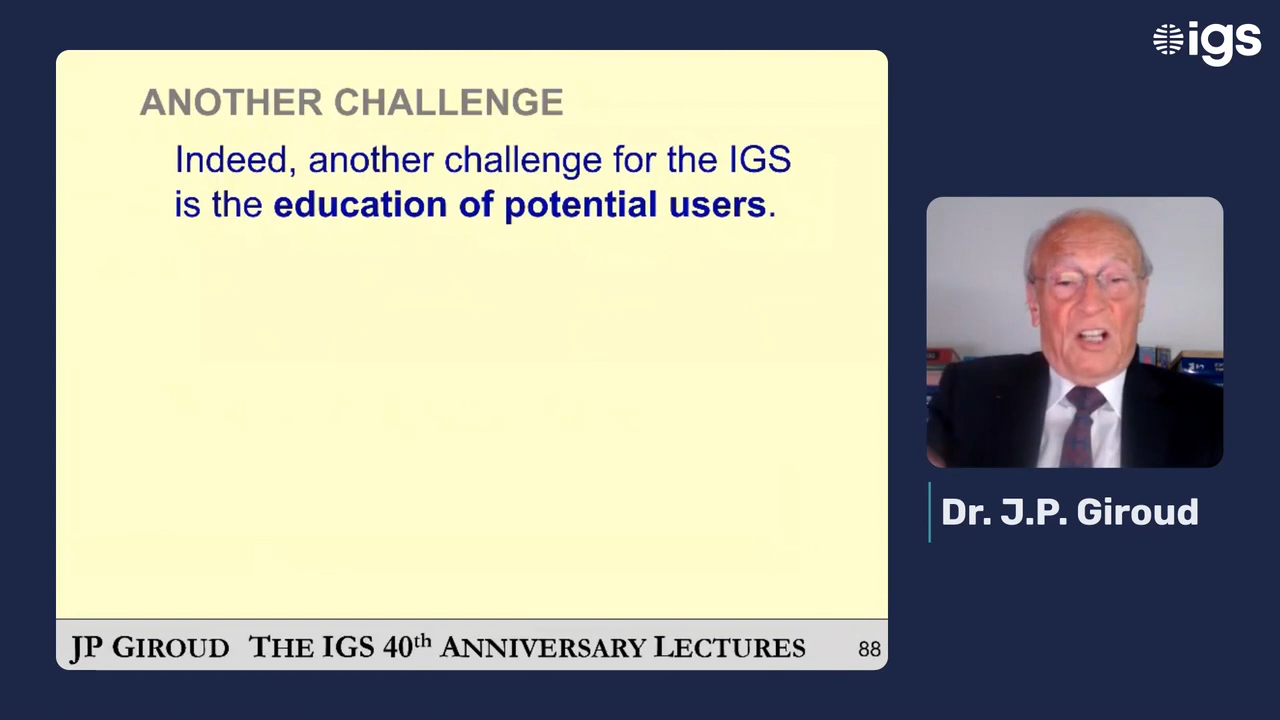 igs
ANOTHER CHALLENGE
Indeed, another challenge for the IGS
is the education of potential users.
Dr. J.P. Giroud
JP GIROUD THE IGS 40th ANNIVERSARY LECTURES 88